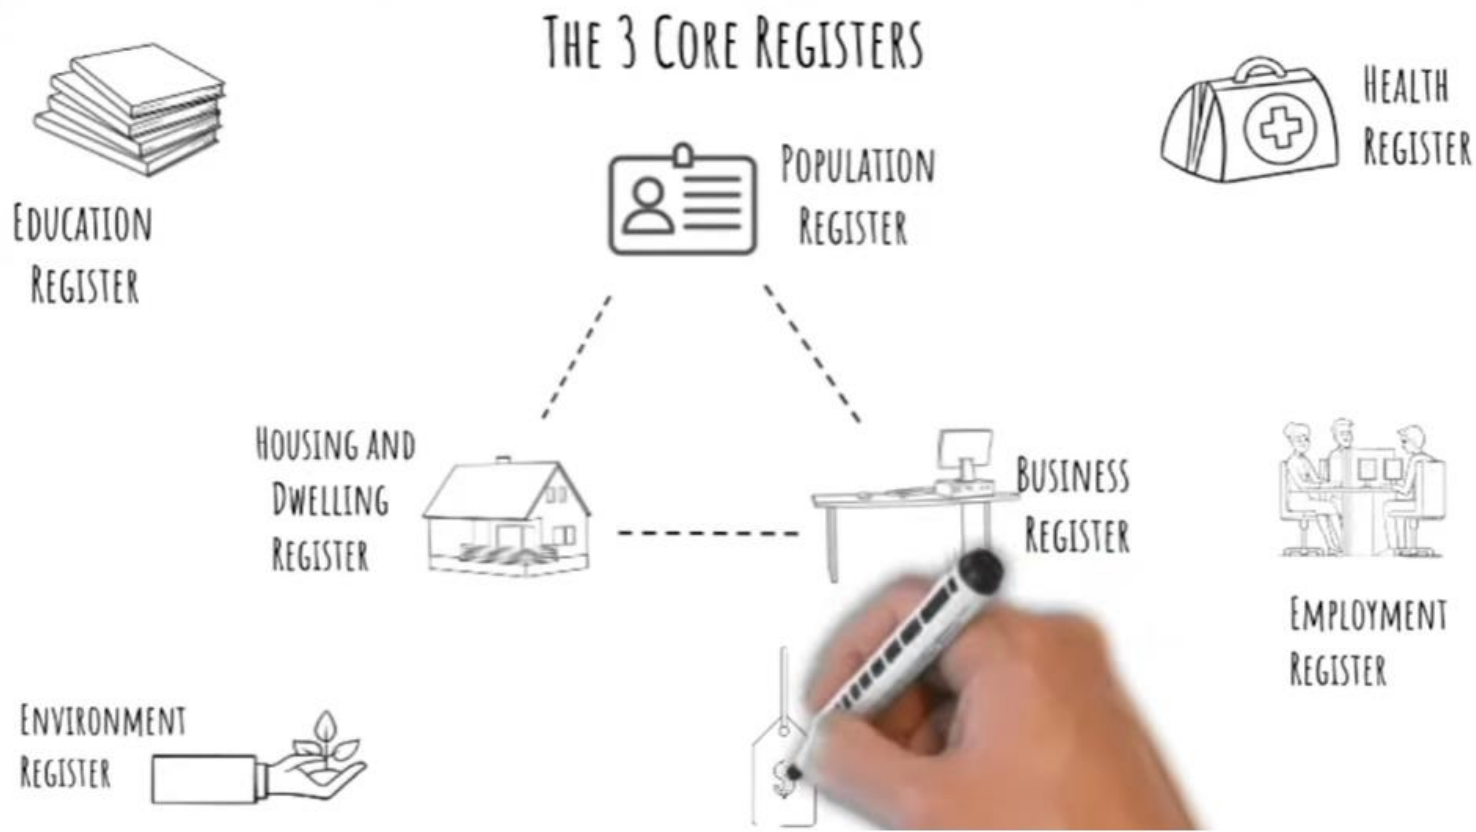 The 3 Core Registers
Education
Register
Population
Register
Health
Register
Housing and
Dwelling
Register
Business
Register
Employment
Register
Environment
Register
$